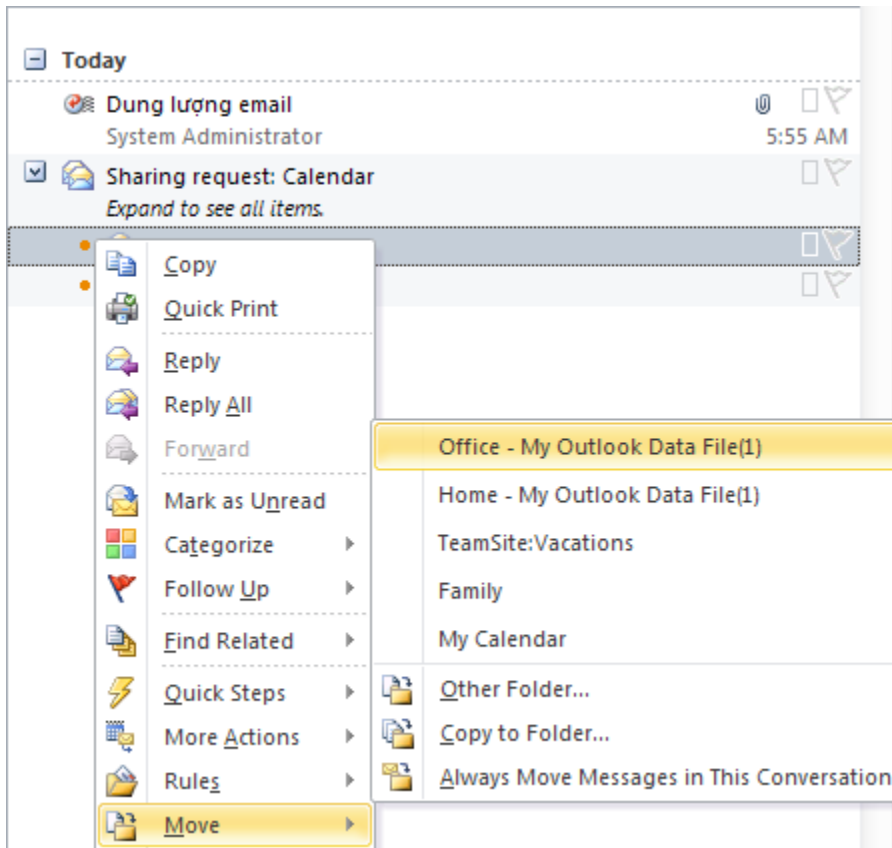 Today
Dung lượng email
System Administrator 5:55 AM
Sharing request: Calendar
Expand to see all items.
Copy
Quick Print
Reply
Reply All
Forward
Mark as Unread
Categorize
Follow Up
Find Related
Quick Steps
More Actions
Rules
Move
Office - My Outlook Data File(1)
Home - My Outlook Data File(1)
TeamSite:Vacations
Family
My Calendar
Other Folder...
Copy to Folder...
Always Move Messages in This Conversation